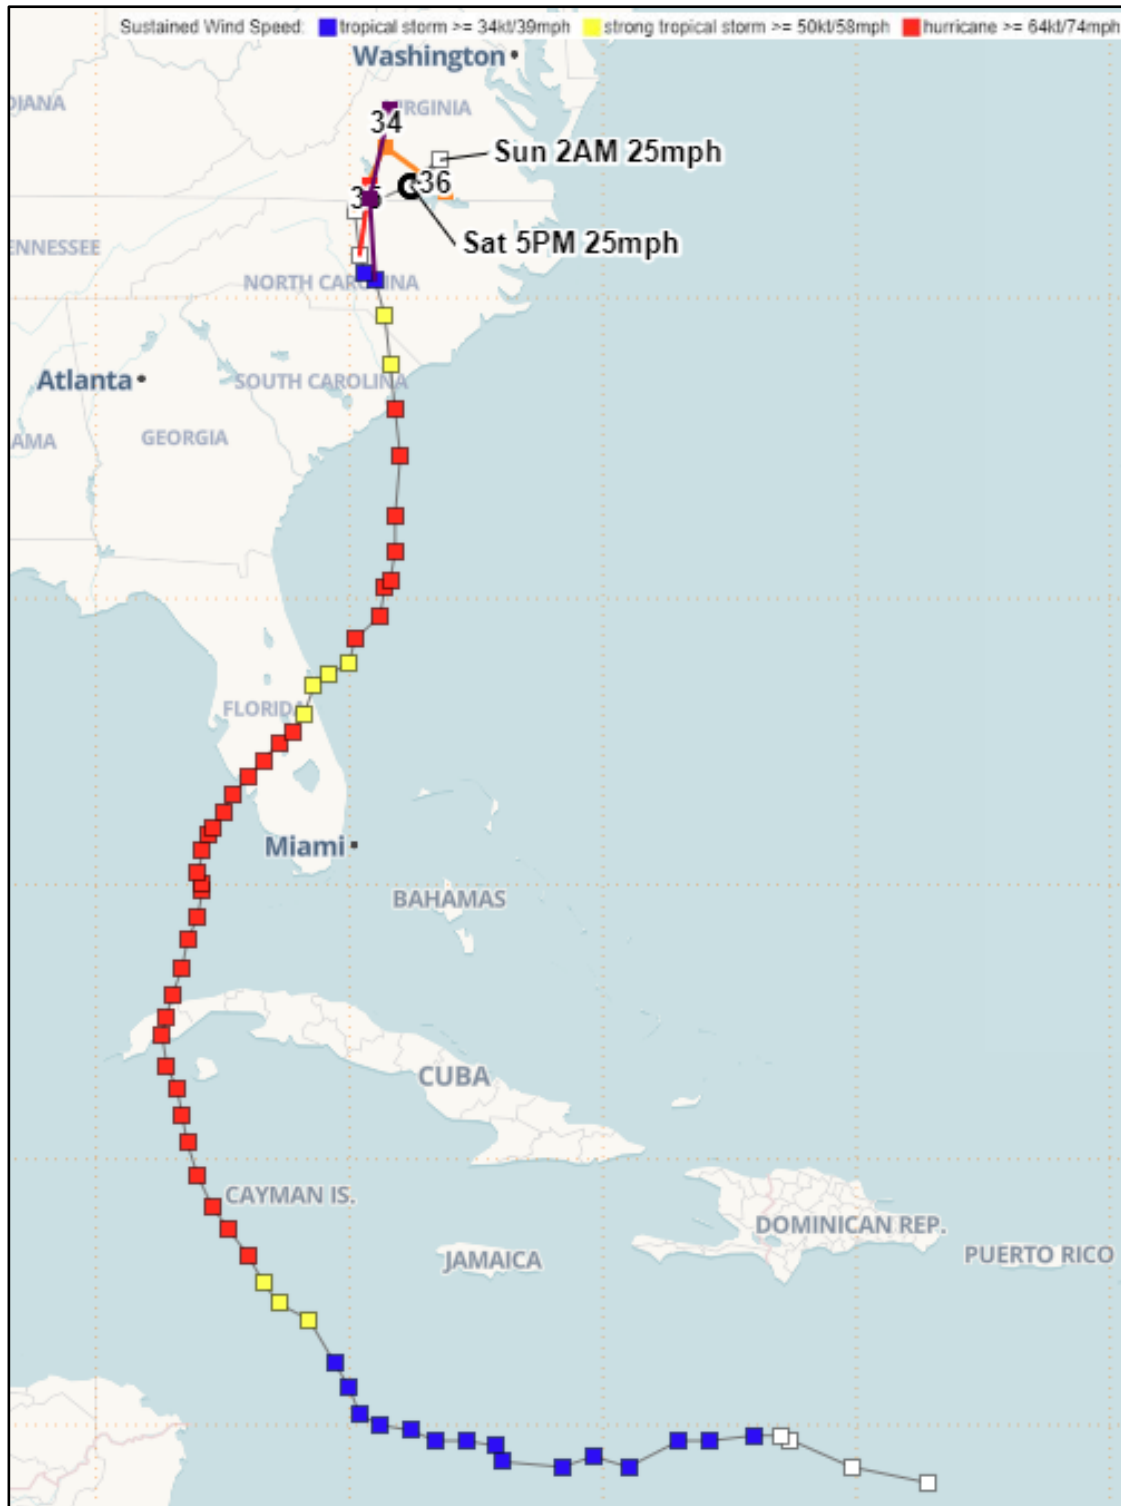 Sustained Wind Speed: tropical storm >= 34kt/39mph strong tropical storm >= 50kt/58mph hurricane >= 64kt/74mph
Washington
DIANA
VIRGINIA
34
Sun 2AM 25mph
36
35
Sat 5PM 25mph
ENNESSEE
NORTH CAROLINA
Atlanta
SOUTH CAROLINA
AMA
GEORGIA
FLORIDA
Miami
BAHAMAS
CUBA
CAYMAN IS.
DOMINICAN REP.
JAMAICA
PUERTO RICO